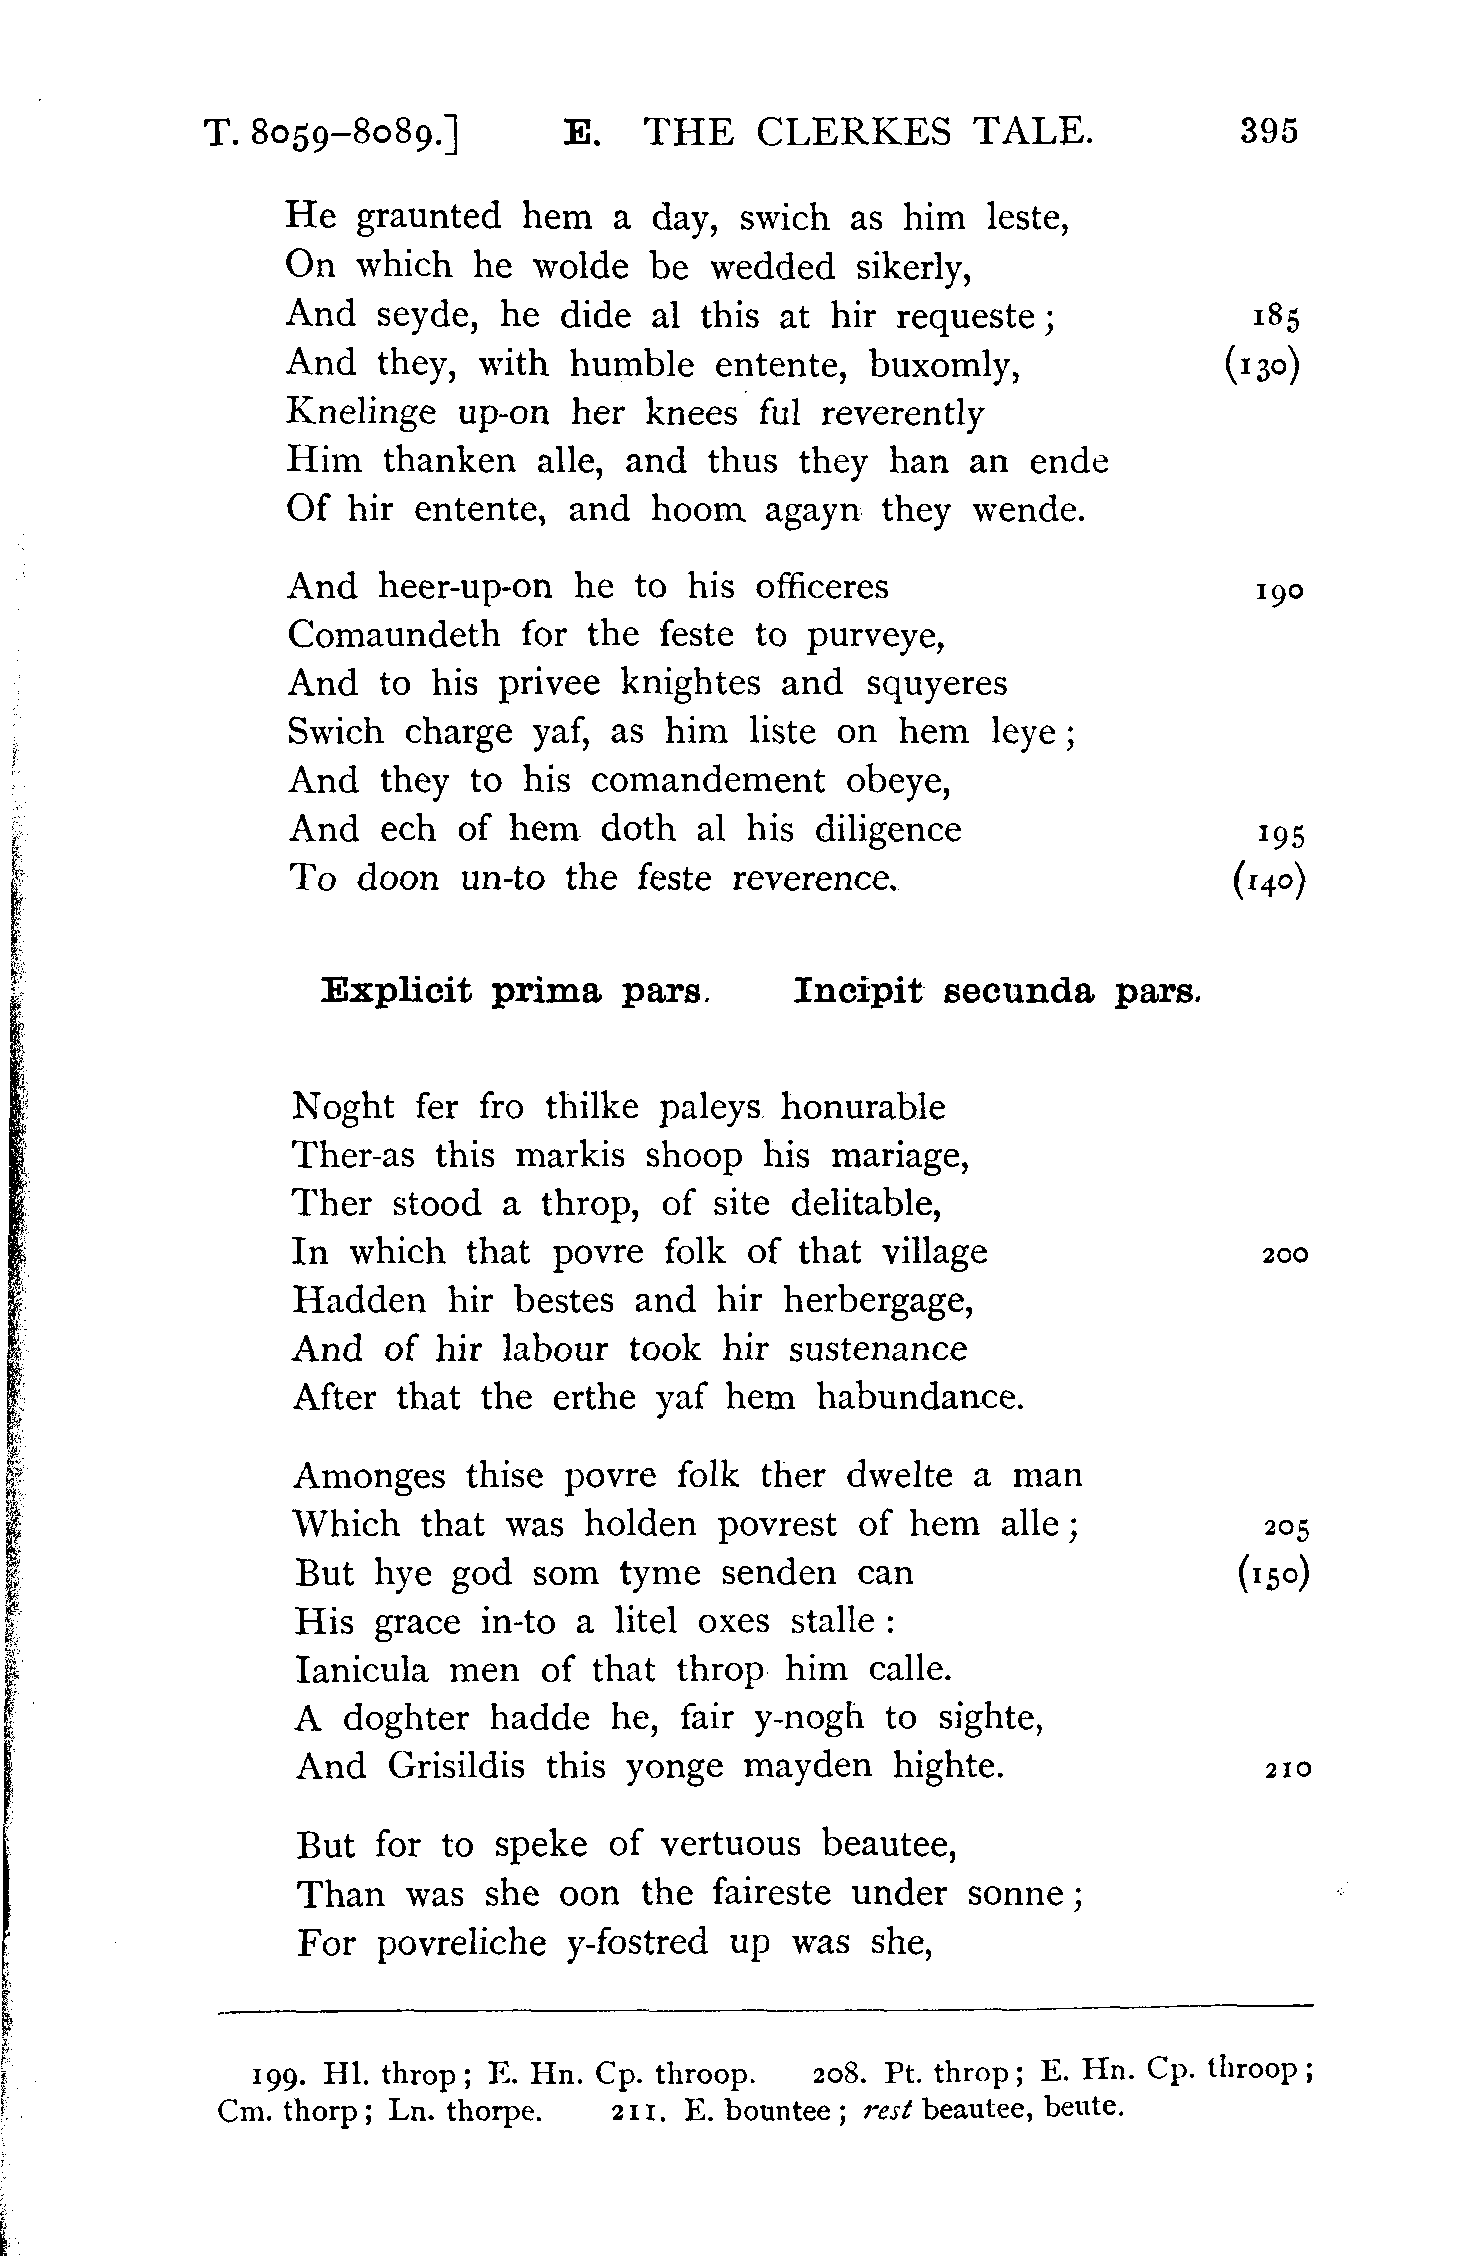 T. 8059–8089.] E. THE CLERKES TALE. 395
He graunted hem a day, swich as him leste,
On which he wolde be wedded sikerly,
And seyde, he dide al this at hir requeste; 185
And they, with humble entente, buxomly, (130)
Knelinge up-on her knees ful reverently
Him thanken alle, and thus they han an ende
Of hir entente, and hoom agayn they wende.
And heer-up-on he to his officeres 190
Comaundeth for the feste to purveye,
And to his privee knightes and squyeres
Swich charge yaf, as him liste on hem leye;
And they to his comandement obeye,
And ech of hem doth al his diligence 195
To doon un-to the feste reverence. (140)
Explicit prima pars. Incipit secunda pars.
Noght fer fro thilke paleys honurable
Ther-as this markis shoop his mariage,
Ther stood a throp, of site delitable,
In which that povre folk of that village 200
Hadden hir bestes and hir herbergage,
And of hir labour took hir sustenance
After that the erthe yaf hem habundance.
Amonges thise povre folk ther dwelte a man
Which that was holden povrest of hem alle; 205
But hye god som tyme senden can (150)
His grace in-to a litel oxes stalle:
Ianicula men of that throp him calle.
A doghter hadde he, fair y-nogh to sighte,
And Grisildis this yonge mayden highte. 210
But for to speke of vertuous beautee,
Than was she oon the faireste under sonne;
For povreliche y-fostred up was she,
199. Hl. throp; E. Hn. Cp. throop. 208. Pt. throp; E. Hn. Cp. throop;
Cm. thorp; Ln. thorpe. 211. E. bountee; rest beautee, beute.